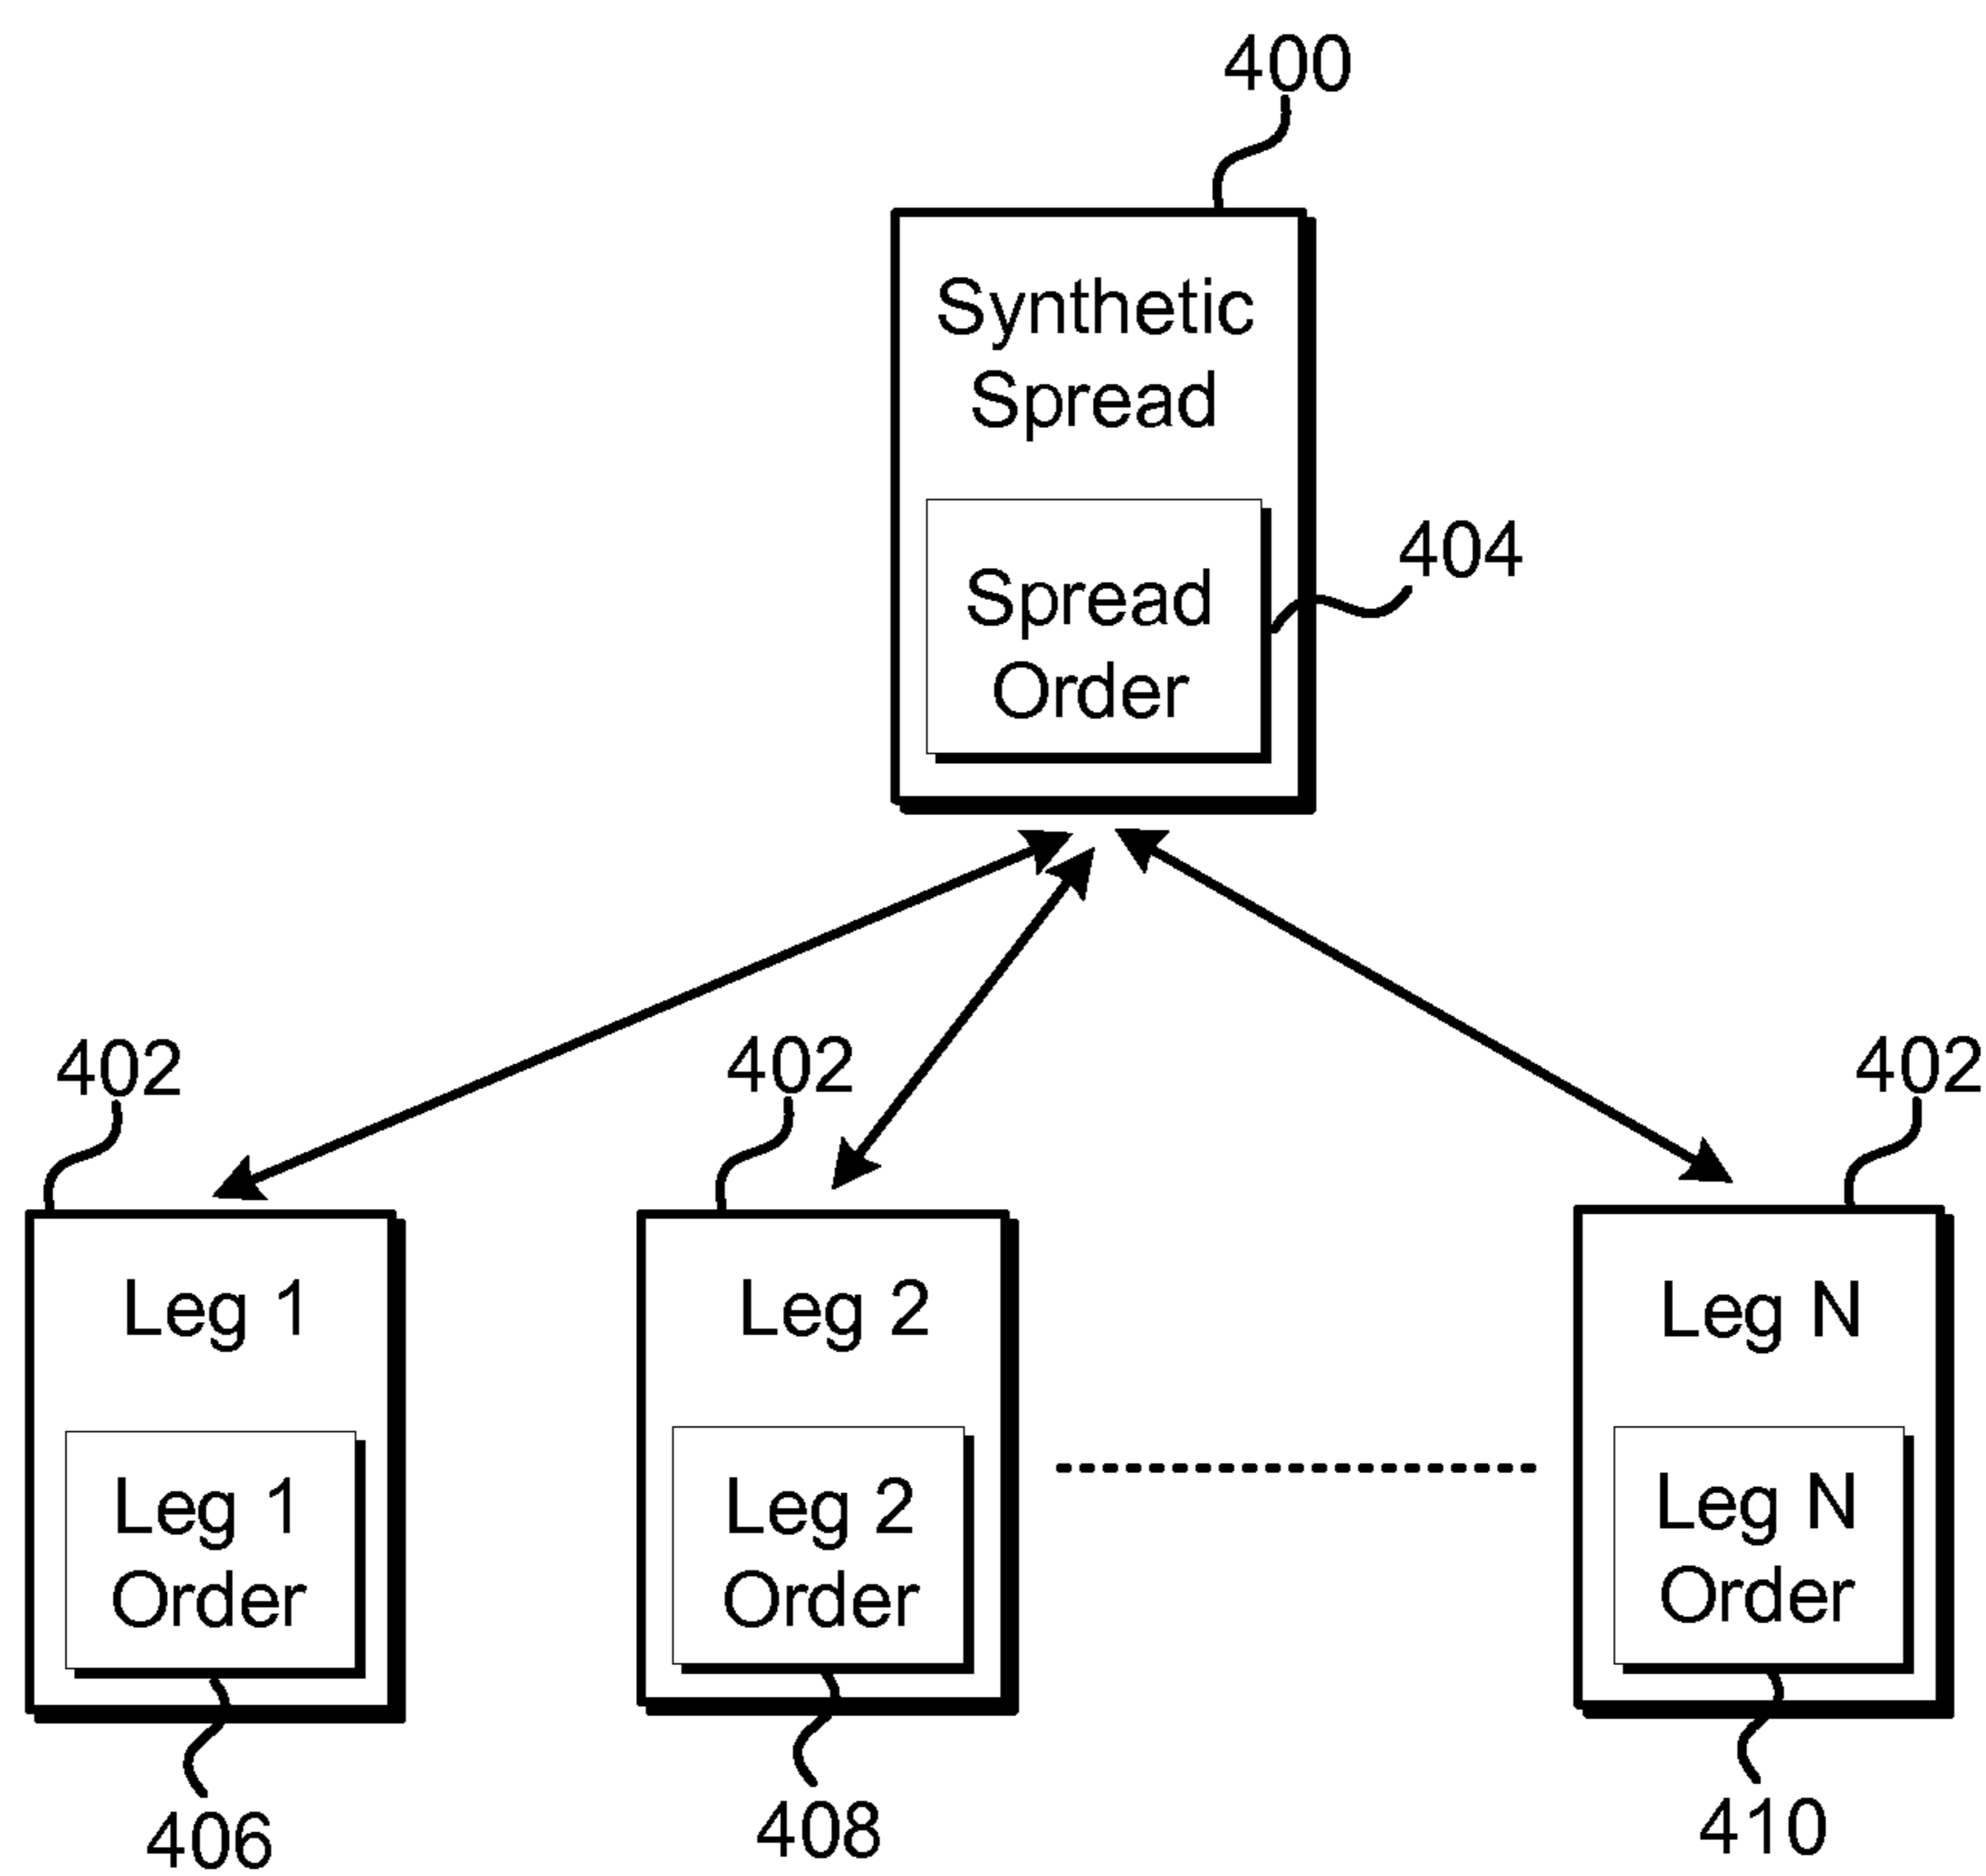 400
Synthetic
Spread
404
Spread
Order
402
402
402
Leg 1
Leg 2
Leg N
Leg 1
Order
Leg 2
Order
Leg N
Order
406
408
410